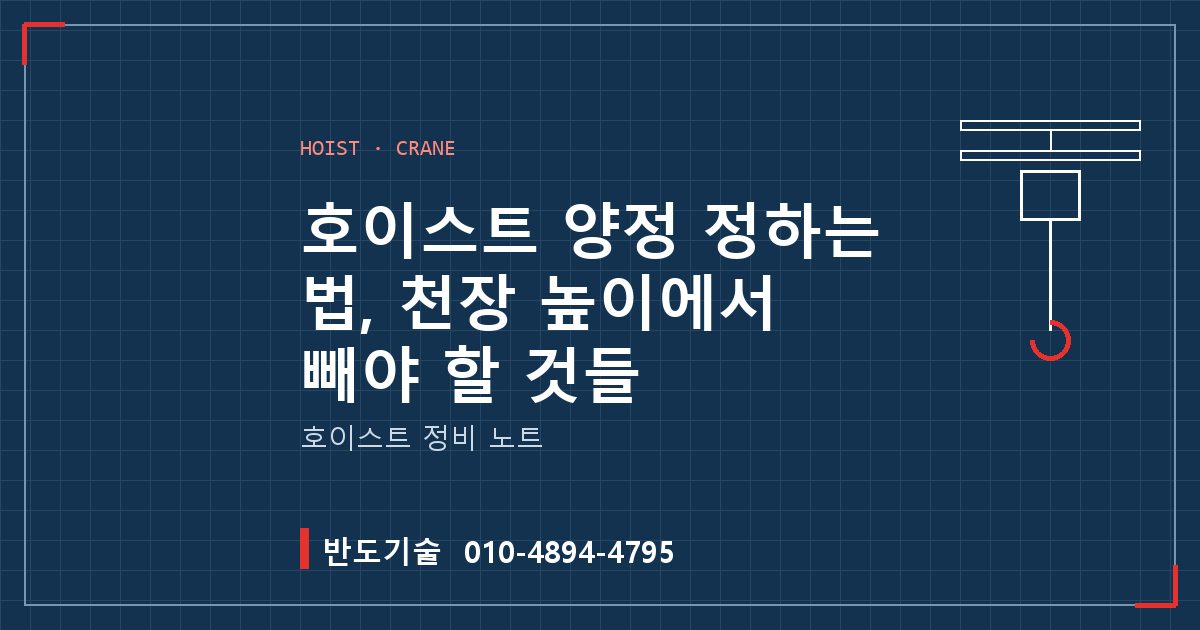 HOIST · CRANE
호이스트 양정 정하는
법, 천장 높이에서
빼야 할 것들
호이스트 정비 노트
반도기술 010-4894-4795